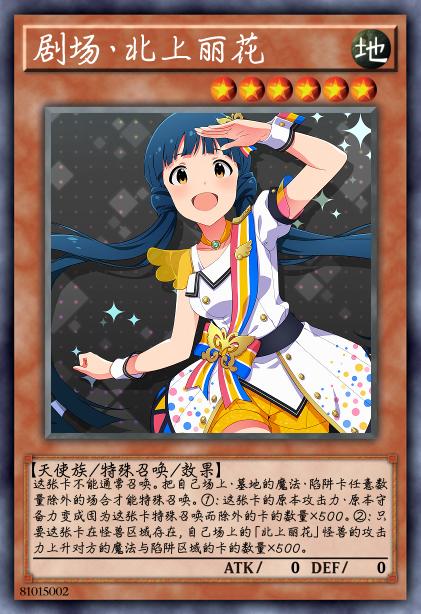 剧场·北上丽花
地
【天使族/特殊召唤/效果】
这张卡不能通常召唤。把自己场上·墓地的魔法·陷阱卡任意数
量除外的场合才能特殊召唤。①:这张卡的原本攻击力·原本守
备力变成因为这张卡特殊召唤而除外的卡的数量×500。②:只
要这张卡在怪兽区域存在,自己场上的「北上丽花」怪兽的攻击
力上升对方的魔法与陷阱区域的卡的数量×500。
ATK/ 0 DEF/ 0
81015002